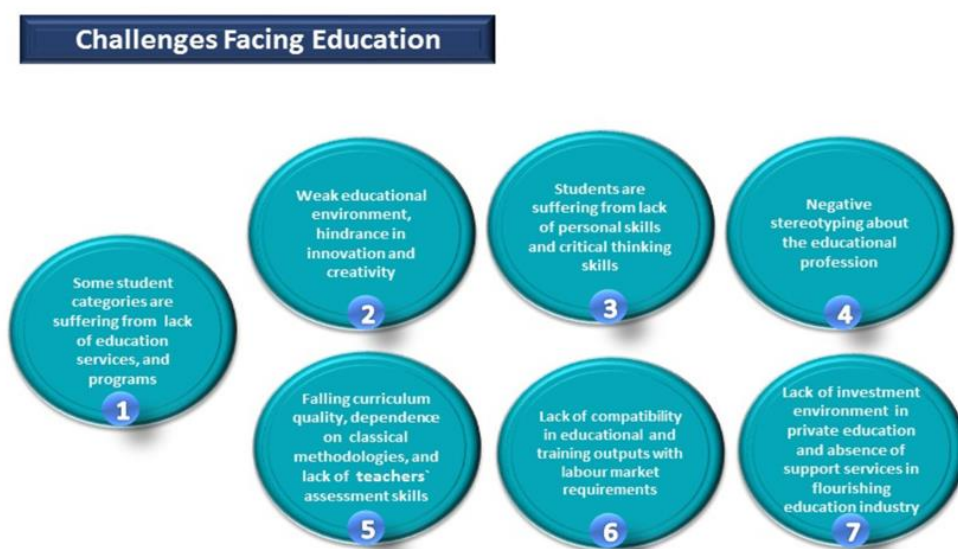 Challenges Facing Education
Some student
categories are
suffering from lack
of education
services, and
programs
1
Weak educational
environment,
hindrance in
innovation and
creativity
2
Students are
suffering from lack
of personal skills
and critical thinking
skills
3
Negative
stereotyping about
the educational
profession
4
Falling curriculum
quality, dependence
on classical
methodologies, and
lack of teachers`
assessment skills
5
Lack of compatibility
in educational and
training outputs with
labour market
requirements
6
Lack of investment
environment in
private education
and absence of
support services in
flourishing
education industry
7